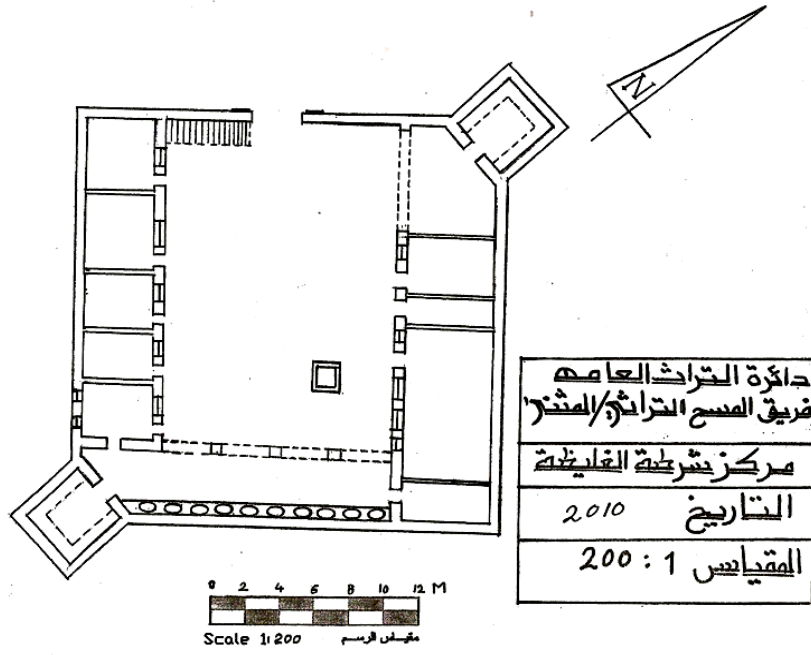 N
دائرة التراث العامه
فريق المسح التراثي/المثنى
مركز شرطة الغليظة
التاريخ 2010
المقياس 1 : 200
0 2 4 6 8 10 12 M
Scale 1:200 مقياس الرسم